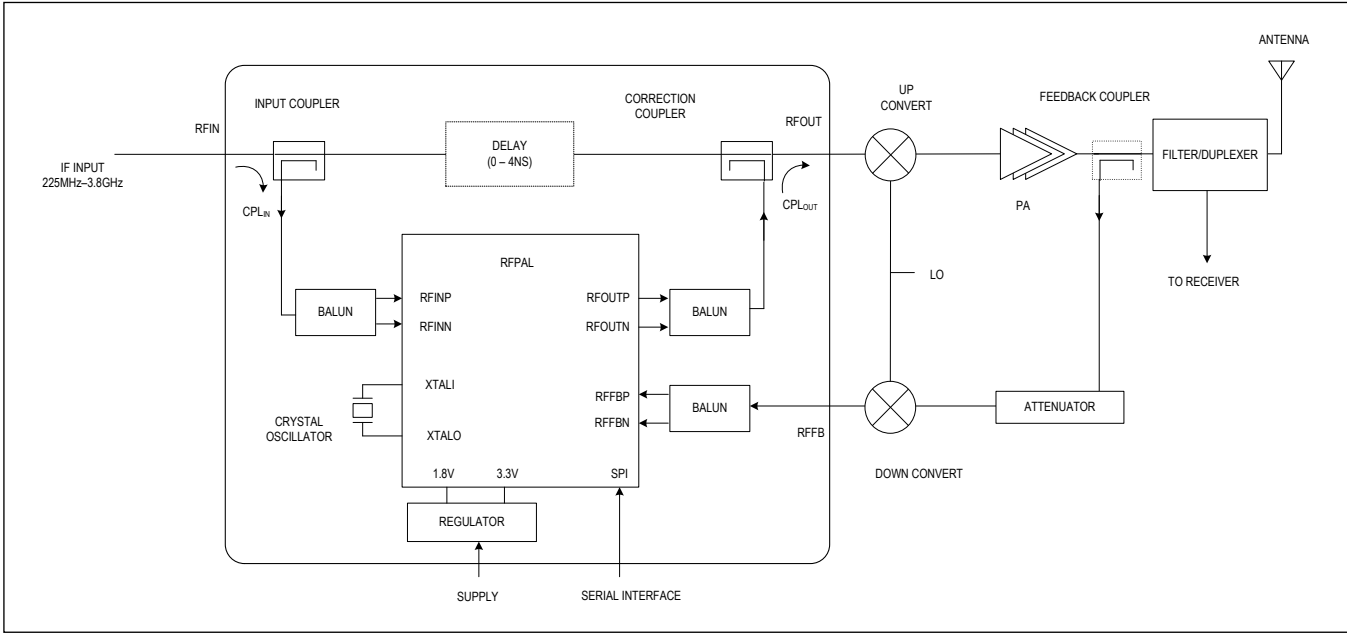 ANTENNA
UP
CONVERT
FEEDBACK COUPLER
INPUT COUPLER
CORRECTION
COUPLER
RFIN
RFOUT
DELAY
(0 – 4NS)
FILTER/DUPLEXER
IF INPUT
225MHz–3.8GHz
CPLIN
CPLOUT
PA
RFPAL
LO
TO RECEIVER
BALUN
RFINP
RFINN
RFOUTP
RFOUTN
BALUN
XTALI
XTALO
CRYSTAL
OSCILLATOR
RFFBP
RFFBN
BALUN
RFFB
ATTENUATOR
DOWN CONVERT
1.8V
3.3V
SPI
REGULATOR
SUPPLY
SERIAL INTERFACE